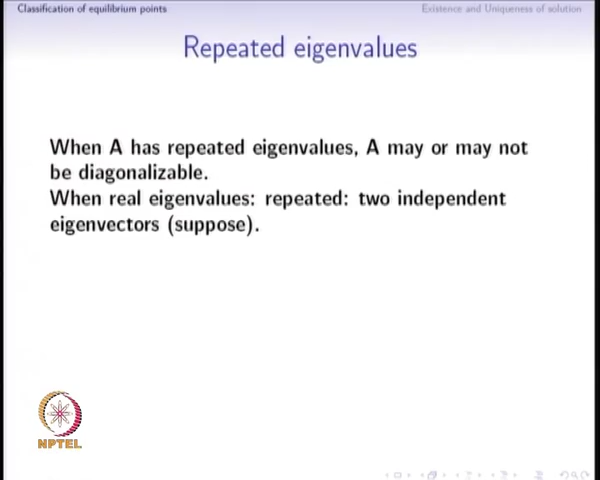 Classification of equilibrium points
Existence and Uniqueness of solution
Repeated eigenvalues
When A has repeated eigenvalues, A may or may not
be diagonalizable.
When real eigenvalues: repeated: two independent
eigenvectors (suppose).
NPTEL